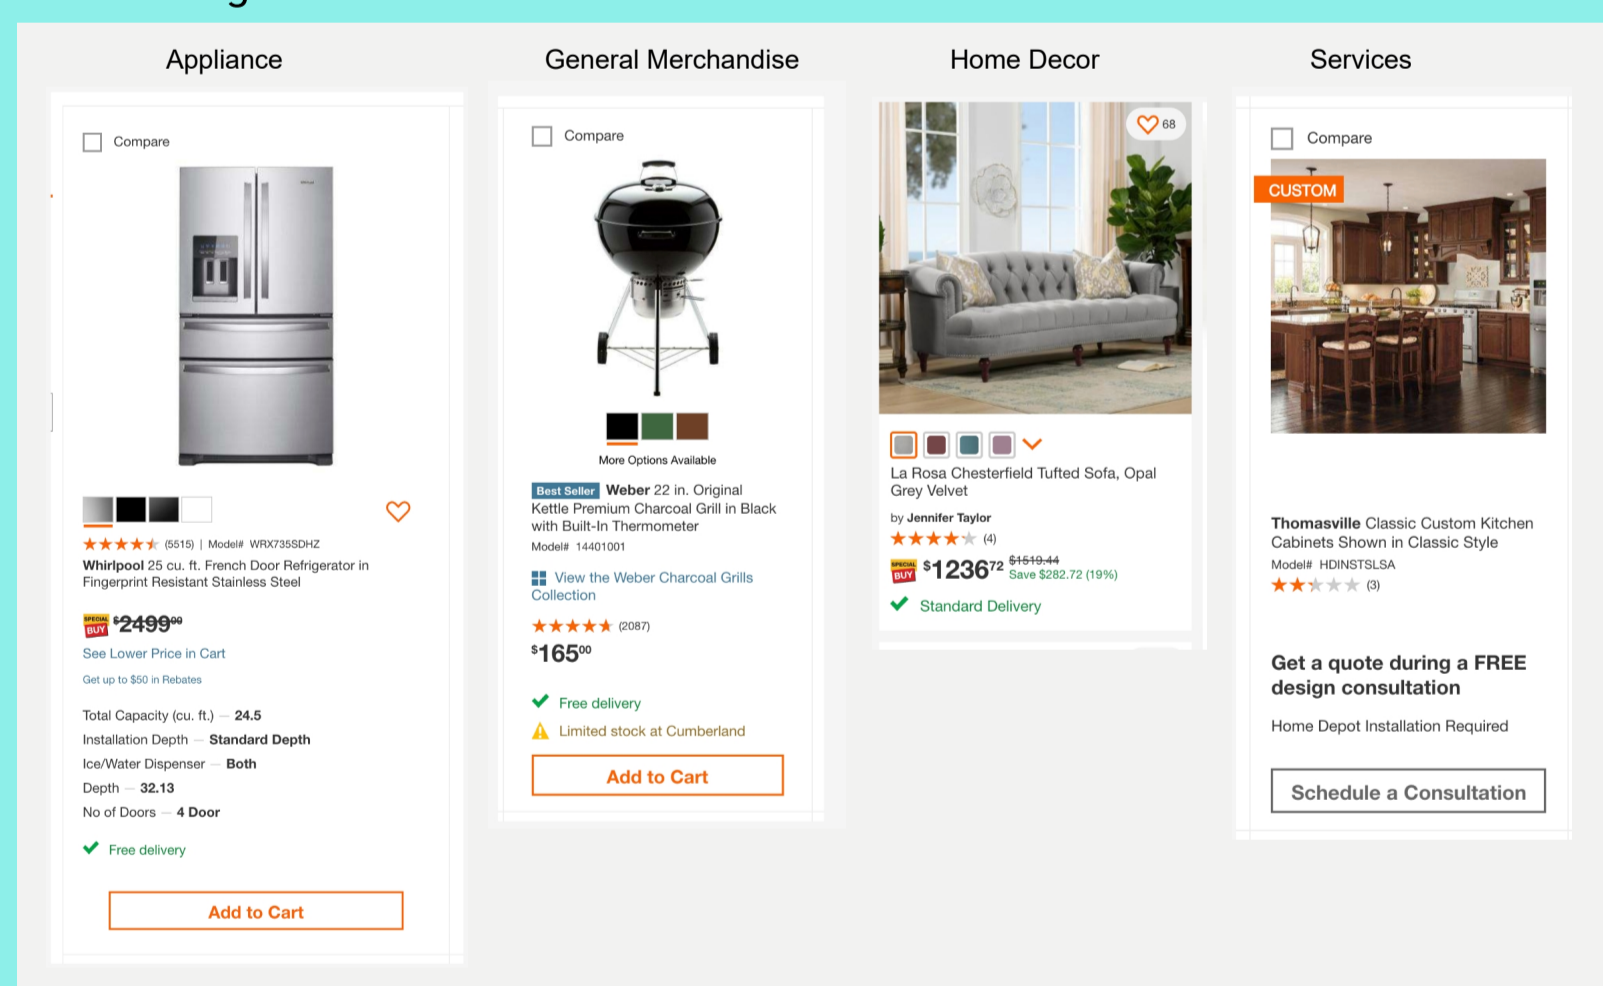 Appliance
General Merchandise
Home Decor
Services
Compare
(5515) | Model# WRX735SDHZ
Whirlpool 25 cu. ft. French Door Refrigerator in
Fingerprint Resistant Stainless Steel
SPECIAL
BUY
$249900
See Lower Price in Cart
Get up to $50 in Rebates
Total Capacity (cu. ft.) — 24.5
Installation Depth — Standard Depth
Ice/Water Dispenser — Both
Depth — 32.13
No of Doors — 4 Door
Free delivery
Add to Cart
Compare
More Options Available
Best Seller Weber 22 in. Original
Kettle Premium Charcoal Grill in Black
with Built-In Thermometer
Model# 14401001
View the Weber Charcoal Grills
Collection
(2087)
$16500
Free delivery
Limited stock at Cumberland
Add to Cart
68
La Rosa Chesterfield Tufted Sofa, Opal
Grey Velvet
by Jennifer Taylor
(4)
SPECIAL
BUY
$123672
$1519.44
Save $282.72 (19%)
Standard Delivery
Compare
CUSTOM
Thomasville Classic Custom Kitchen
Cabinets Shown in Classic Style
Model# HDINSTSLSA
(3)
Get a quote during a FREE
design consultation
Home Depot Installation Required
Schedule a Consultation